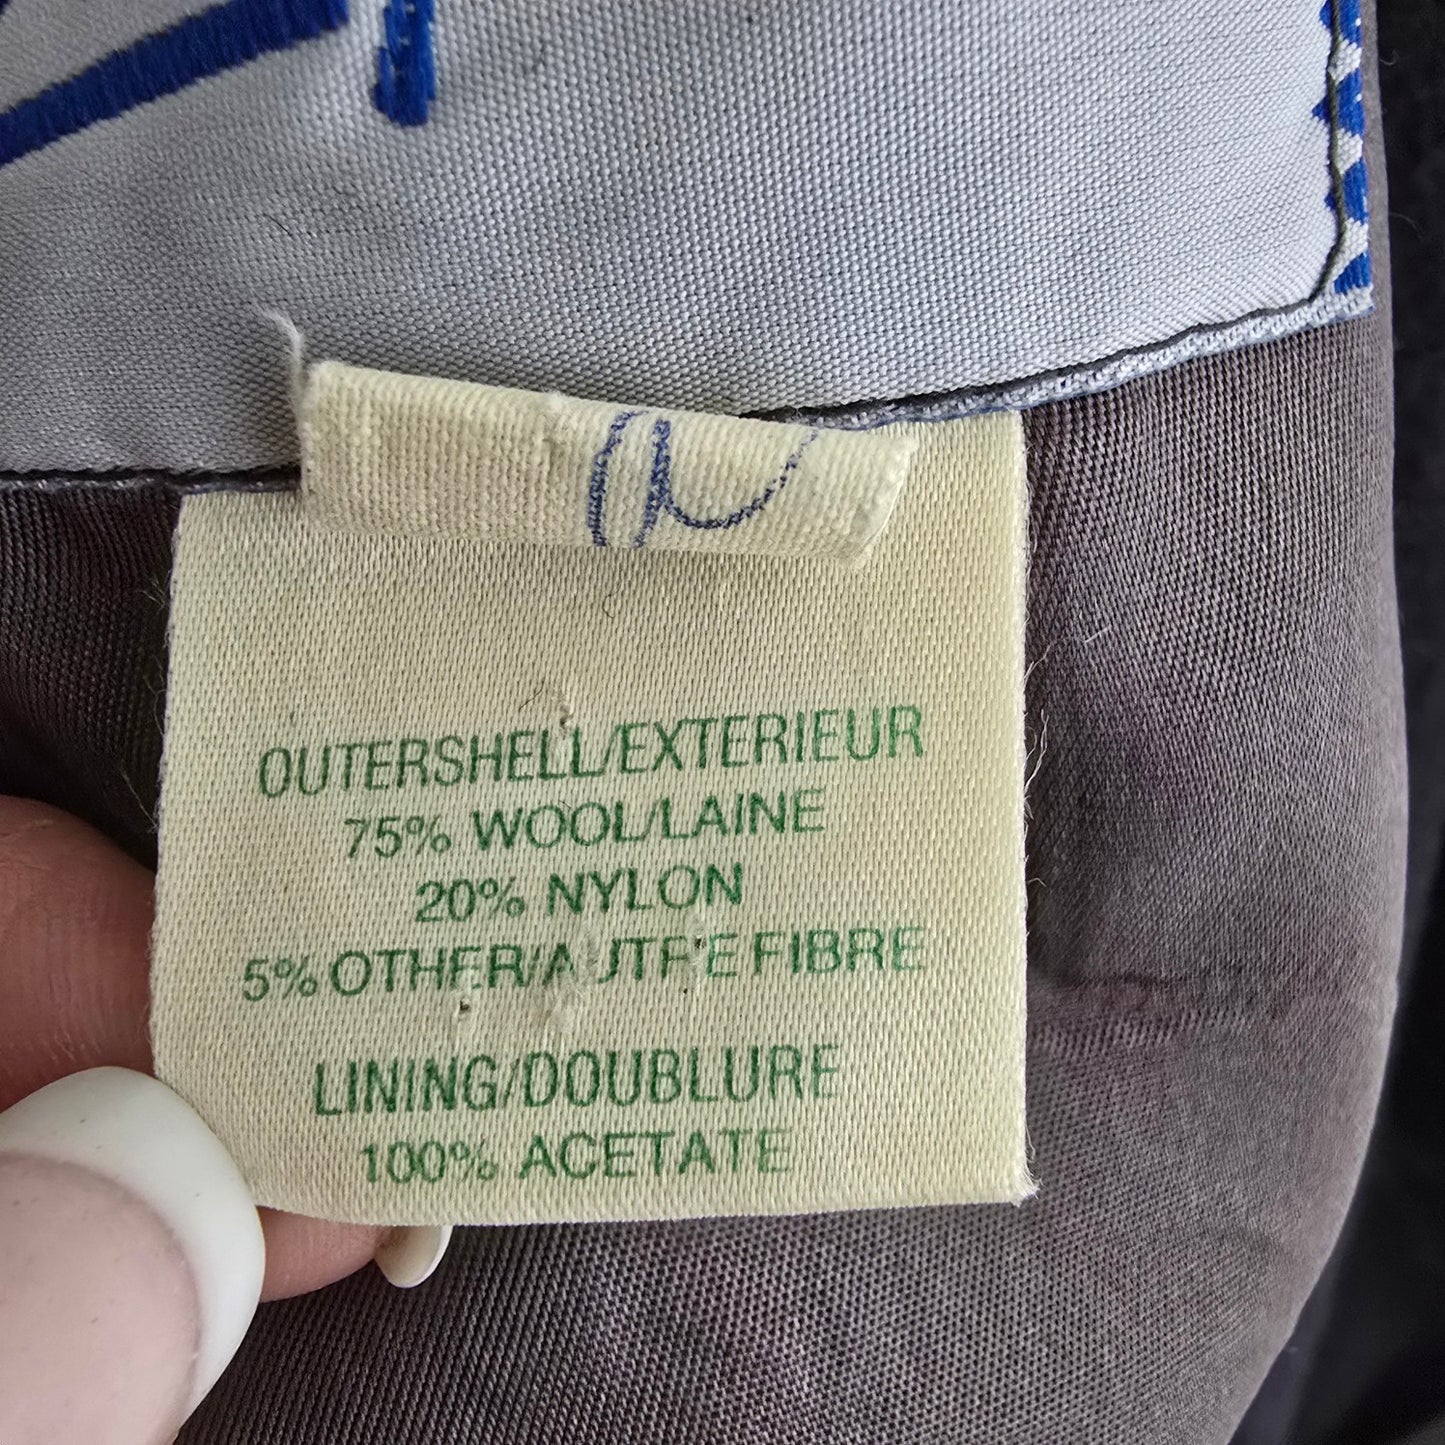 OUTERSHELL/EXTERIEUR
75% WOOL/LAINE
20% NYLON
5% OTHER/AUTRE FIBRE
LINING/DOUBLURE
100% ACETATE